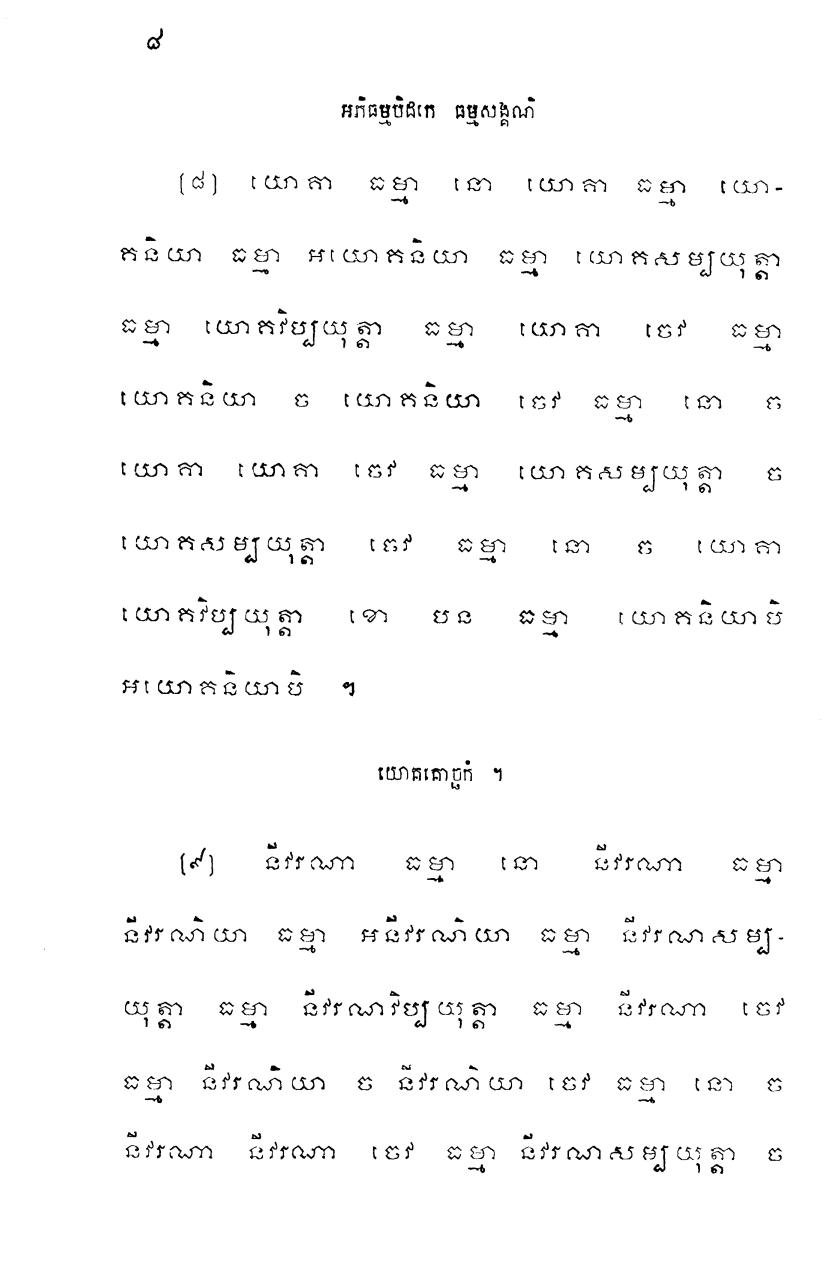 ៨
អភិធម្មបិដកេ ធម្មសង្គណិ
(៨) យោគា ធម្មា នោ យោគា ធម្មា យោ-
គនិយា ធម្មា អយោគនិយា ធម្មា យោគសម្បយុត្តា
ធម្មា យោគវិប្បយុត្តា ធម្មា យោគា ចេវ ធម្មា
យោគនិយា ច យោគនិយា ចេវ ធម្មា នោ ច
យោគា យោគា ចេវ ធម្មា យោគសម្បយុត្តា ច
យោគសម្បយុត្តា ចេវ ធម្មា នោ ច យោគា
យោគវិប្បយុត្តា ខោ បន ធម្មា យោគនិយាបិ
អយោគនិយាបិ ។
យោគគោច្ឆកំ ។
(៩) នីវរណា ធម្មា នោ នីវរណា ធម្មា
នីវរណិយា ធម្មា អនីវរណិយា ធម្មា នីវរណសម្ប-
យុត្តា ធម្មា នីវរណវិប្បយុត្តា ធម្មា នីវរណា ចេវ
ធម្មា នីវរណិយា ច នីវរណិយា ចេវ ធម្មា នោ ច
នីវរណា នីវរណា ចេវ ធម្មា នីវរណសម្បយុត្តា ច